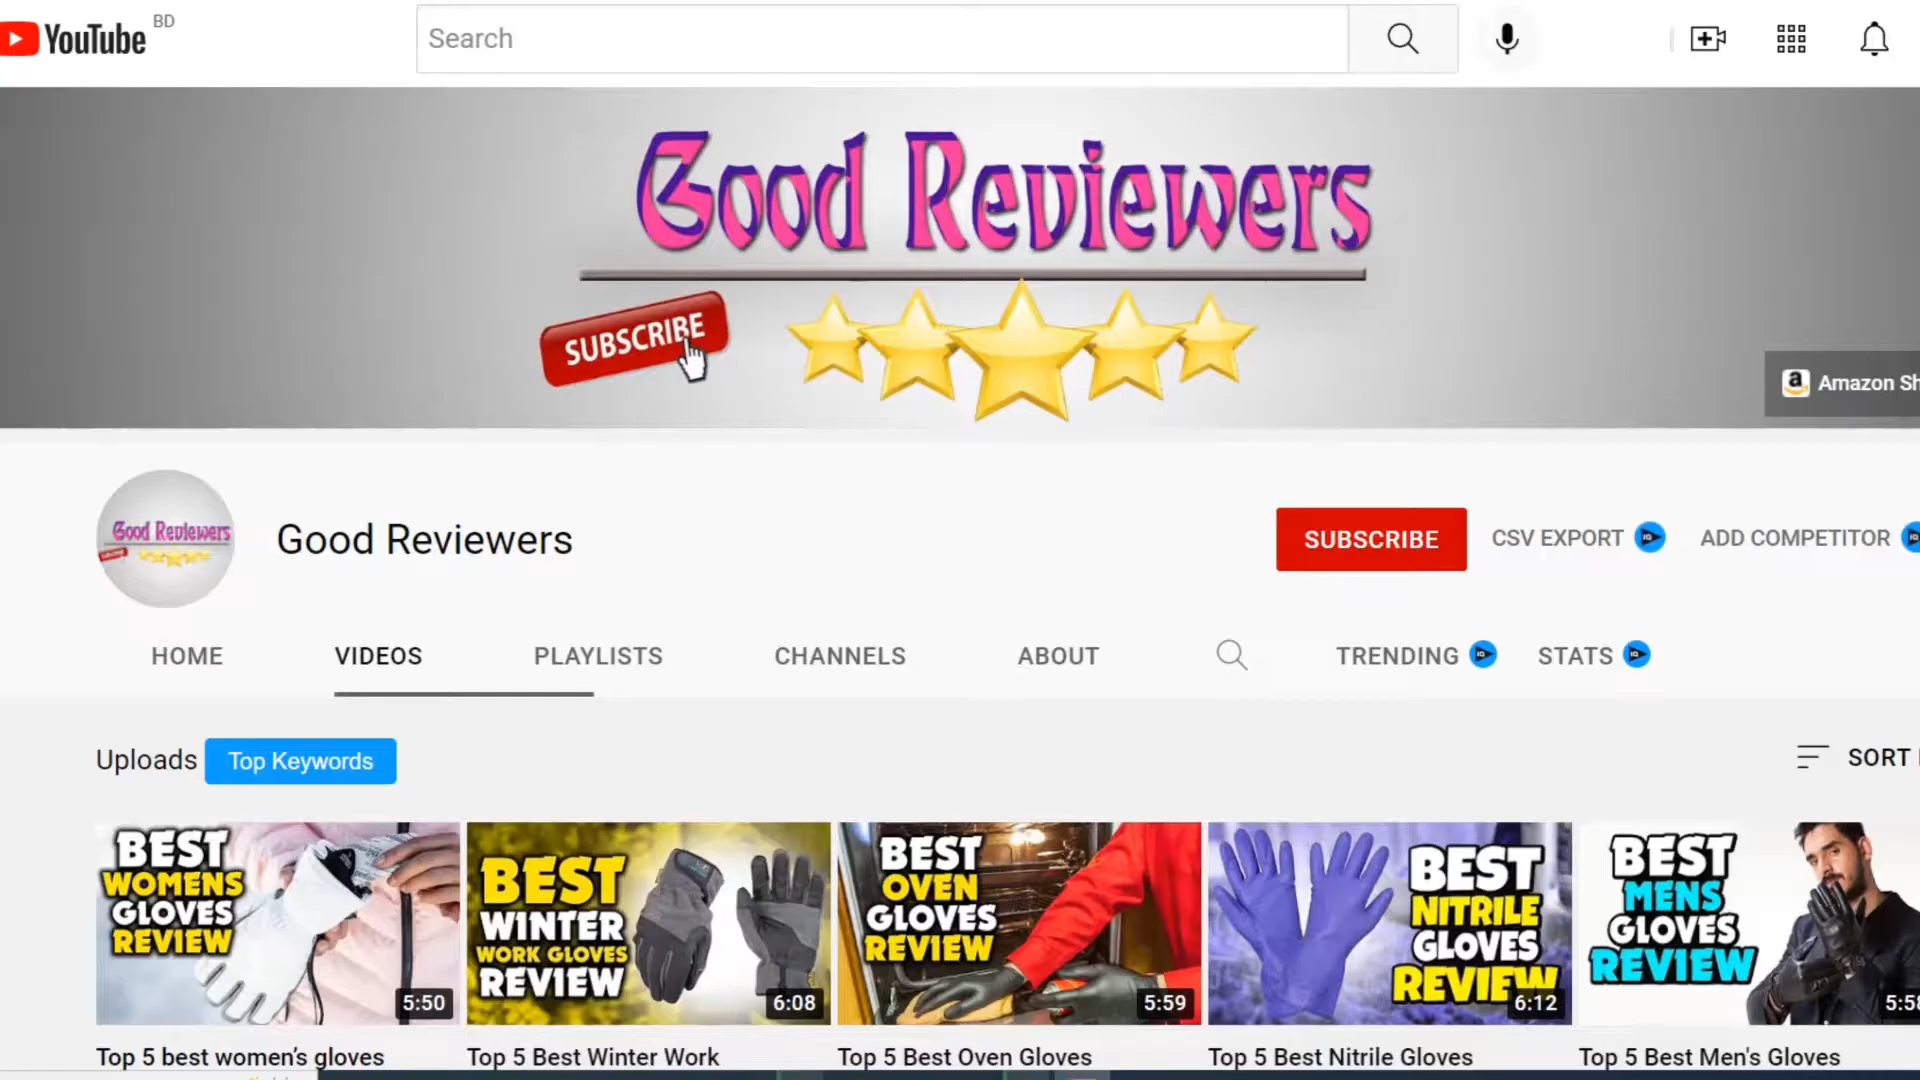 YouTube BD
Search
Good Reviewers
SUBSCRIBE
Amazon Sh
Good Reviewers
Good Reviewers
SUBSCRIBE
CSV EXPORT
ADD COMPETITOR
HOME
VIDEOS
PLAYLISTS
CHANNELS
ABOUT
TRENDING
STATS
Uploads
Top Keywords
SORT
BEST
WOMENS
GLOVES
REVIEW
5:50
BEST
WINTER
WORK GLOVES
REVIEW
6:08
BEST
OVEN
GLOVES
REVIEW
5:59
BEST
NITRILE
GLOVES
REVIEW
6:12
BEST
MENS
GLOVES
REVIEW
5:58
Top 5 best women’s gloves
Top 5 Best Winter Work
Top 5 Best Oven Gloves
Top 5 Best Nitrile Gloves
Top 5 Best Men's Gloves